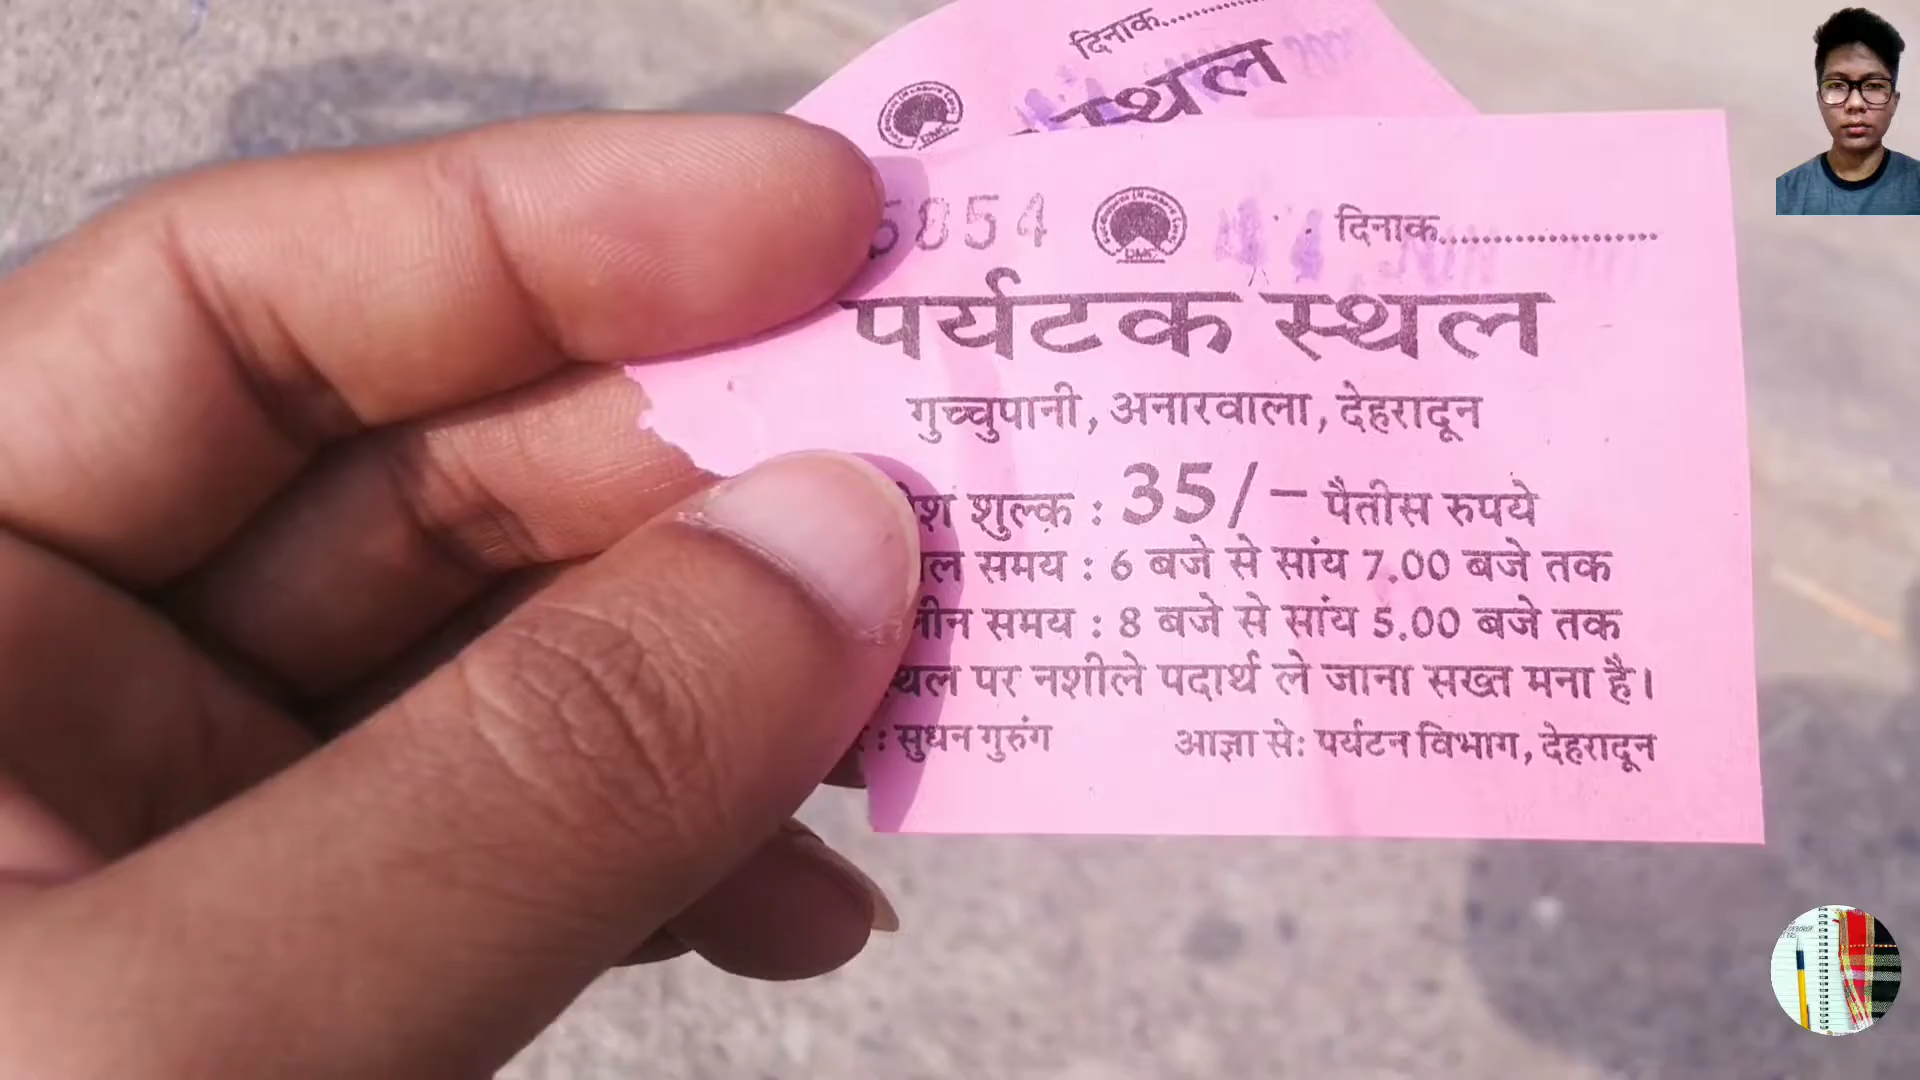 दिनाक
स्थल
5854
दिनाक
पर्यटक स्थल
गुच्चुपानी, अनारवाला, देहरादून
शुल्क : 35/- पैतीस रुपये
समय : 6 बजे से सांय 7.00 बजे तक
समय : 8 बजे से सांय 5.00 बजे तक
पर नशीले पदार्थ ले जाना सख्त मना है।
: सुधन गुरुंग आज्ञा से: पर्यटन विभाग, देहरादून